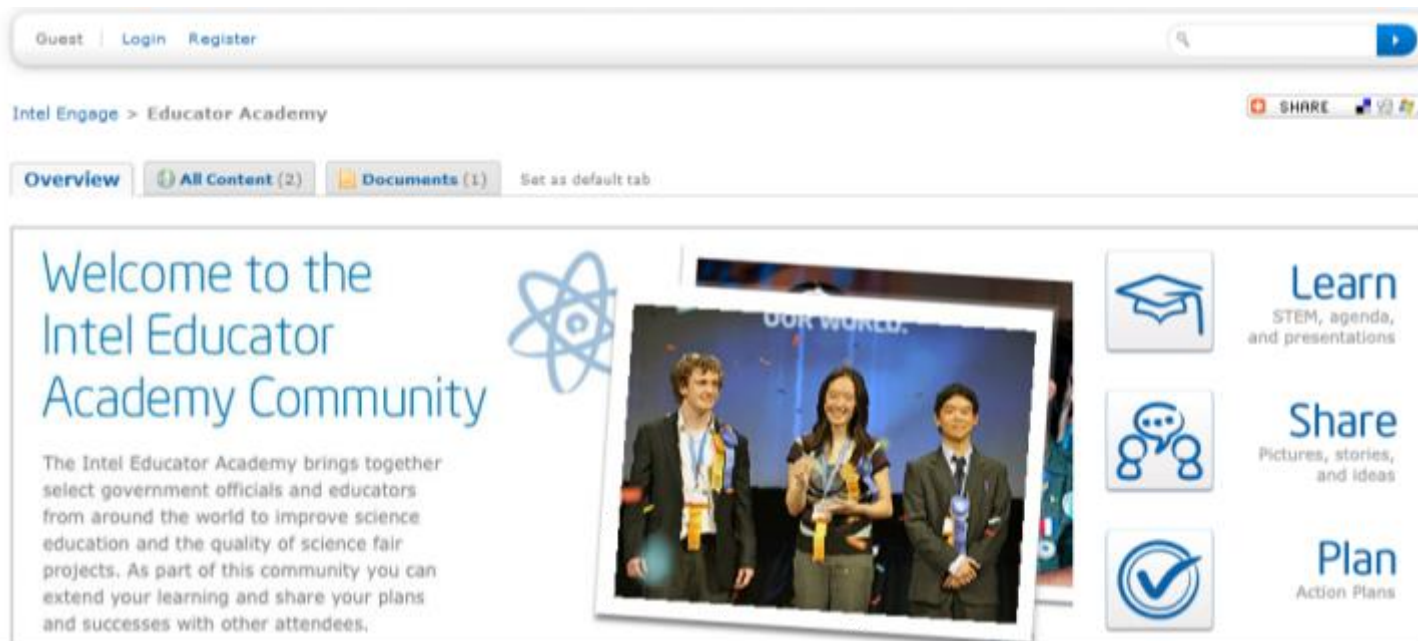 Guest | Login Register
Intel Engage > Educator Academy
SHARE
Overview All Content (2) Documents (1) Set as default tab
Welcome to the
Intel Educator
Academy Community
The Intel Educator Academy brings together
select government officials and educators
from around the world to improve science
education and the quality of science fair
projects. As part of this community you can
extend your learning and share your plans
and successes with other attendees.
OUR WORLD.
Learn
STEM, agenda,
and presentations
Share
Pictures, stories,
and ideas
Plan
Action Plans